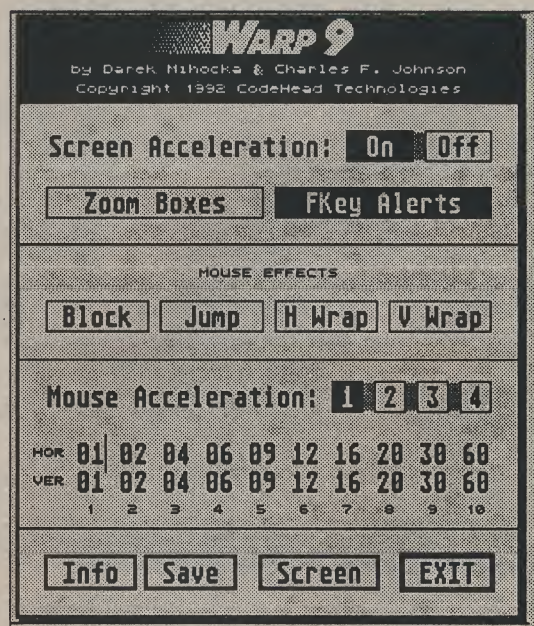 WARP 9
by Darek Mihocka & Charles F. Johnson
Copyright 1992 CodeHead Technologies
Screen Acceleration: On Off
Zoom Boxes FKey Alerts
MOUSE EFFECTS
Block Jump H Wrap V Wrap
Mouse Acceleration: 1 2 3 4
HOR 01 02 04 06 09 12 16 20 30 60
VER 01 02 04 06 09 12 16 20 30 60
1 2 3 4 5 6 7 8 9 10
Info Save Screen EXIT